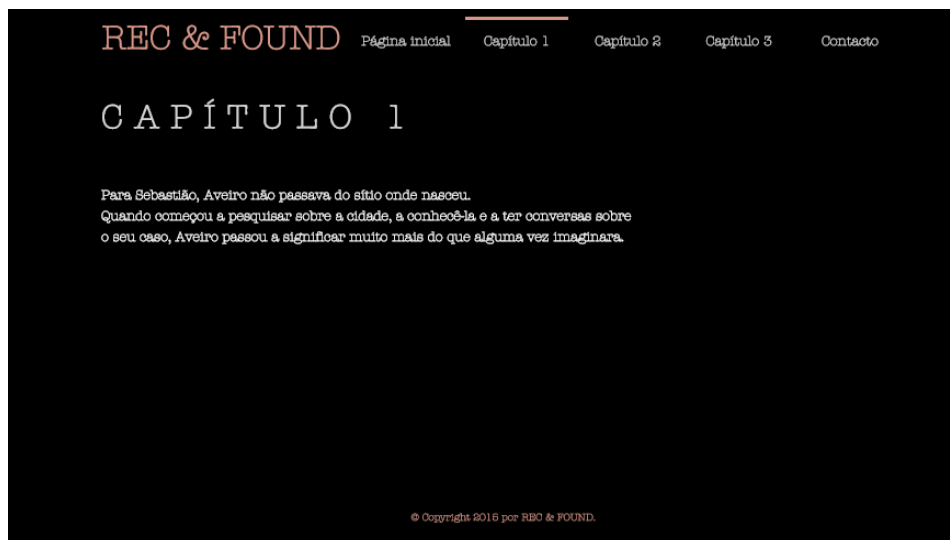 REC & FOUND
Página inicial
Capítulo 1
Capítulo 2
Capítulo 3
Contacto
CAPÍTULO 1
Para Sebastião, Aveiro não passava do sítio onde nasceu.
Quando começou a pesquisar sobre a cidade, a conhecê-la e a ter conversas sobre
o seu caso, Aveiro passou a significar muito mais do que alguma vez imaginara.
© Copyright 2015 por REC & FOUND.